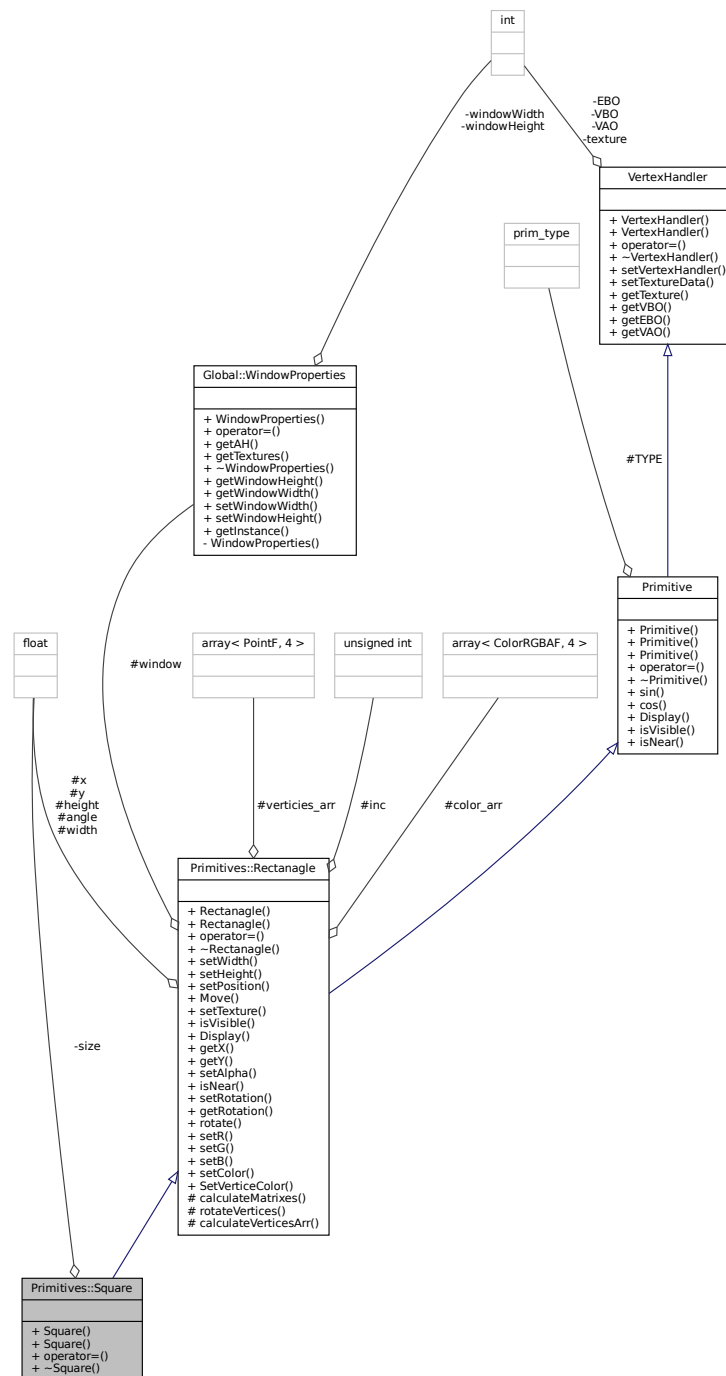 int
-windowWidth
-windowHeight
-EBO
-VBO
-VAO
-texture
VertexHandler
+ VertexHandler()
+ VertexHandler()
+ operator=()
+ ~VertexHandler()
+ setVertexHandler()
+ setTextureData()
+ getTexture()
+ getVBO()
+ getEBO()
+ getVAO()
prim_type
Global::WindowProperties
+ WindowProperties()
+ operator=()
+ getAH()
+ getTextures()
+ ~WindowProperties()
+ getWindowHeight()
+ getWindowWidth()
+ setWindowWidth()
+ setWindowHeight()
+ getInstance()
- WindowProperties()
#TYPE
Primitive
+ Primitive()
+ Primitive()
+ Primitive()
+ operator=()
+ ~Primitive()
+ sin()
+ cos()
+ Display()
+ isVisible()
+ isNear()
float
array< PointF, 4 >
unsigned int
array< ColorRGBAF, 4 >
#window
#x
#y
#height
#angle
#width
#verticies_arr
#inc
#color_arr
Primitives::Rectanagle
+ Rectanagle()
+ Rectanagle()
+ operator=()
+ ~Rectanagle()
+ setWidth()
+ setHeight()
+ setPosition()
+ Move()
+ setTexture()
+ isVisible()
+ Display()
+ getX()
+ getY()
+ setAlpha()
+ isNear()
+ setRotation()
+ getRotation()
+ rotate()
+ setR()
+ setG()
+ setB()
+ setColor()
+ SetVerticeColor()
# calculateMatrixes()
# rotateVertices()
# calculateVerticesArr()
-size
Primitives::Square
+ Square()
+ Square()
+ operator=()
+ ~Square()